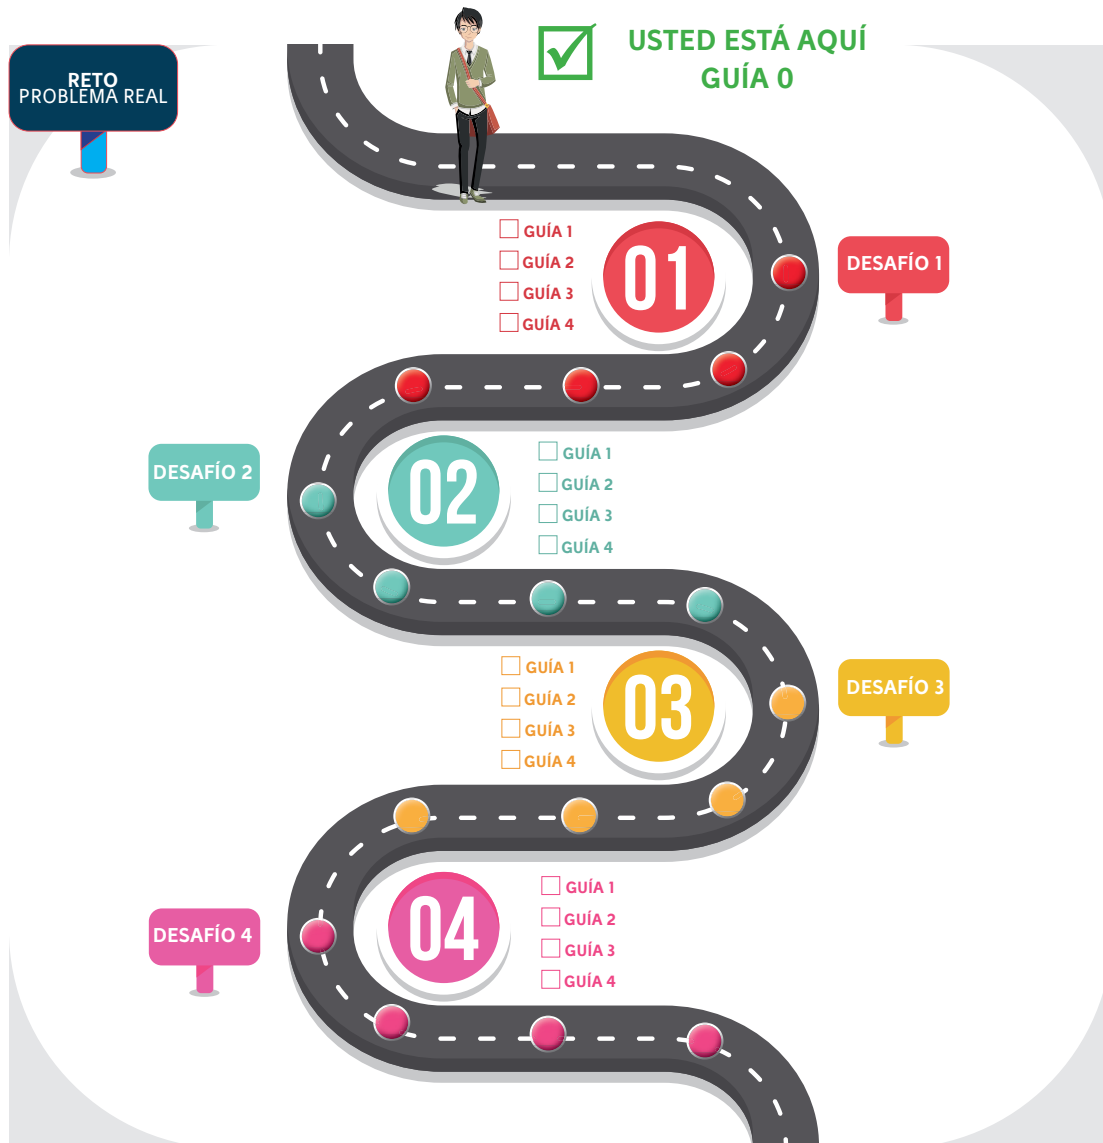 USTED ESTÁ AQUÍ
GUÍA 0
RETO
PROBLEMA REAL
GUÍA 1
GUÍA 2
GUÍA 3
GUÍA 4
01
DESAFÍO 1
DESAFÍO 2
02
GUÍA 1
GUÍA 2
GUÍA 3
GUÍA 4
GUÍA 1
GUÍA 2
GUÍA 3
GUÍA 4
03
DESAFÍO 3
DESAFÍO 4
04
GUÍA 1
GUÍA 2
GUÍA 3
GUÍA 4